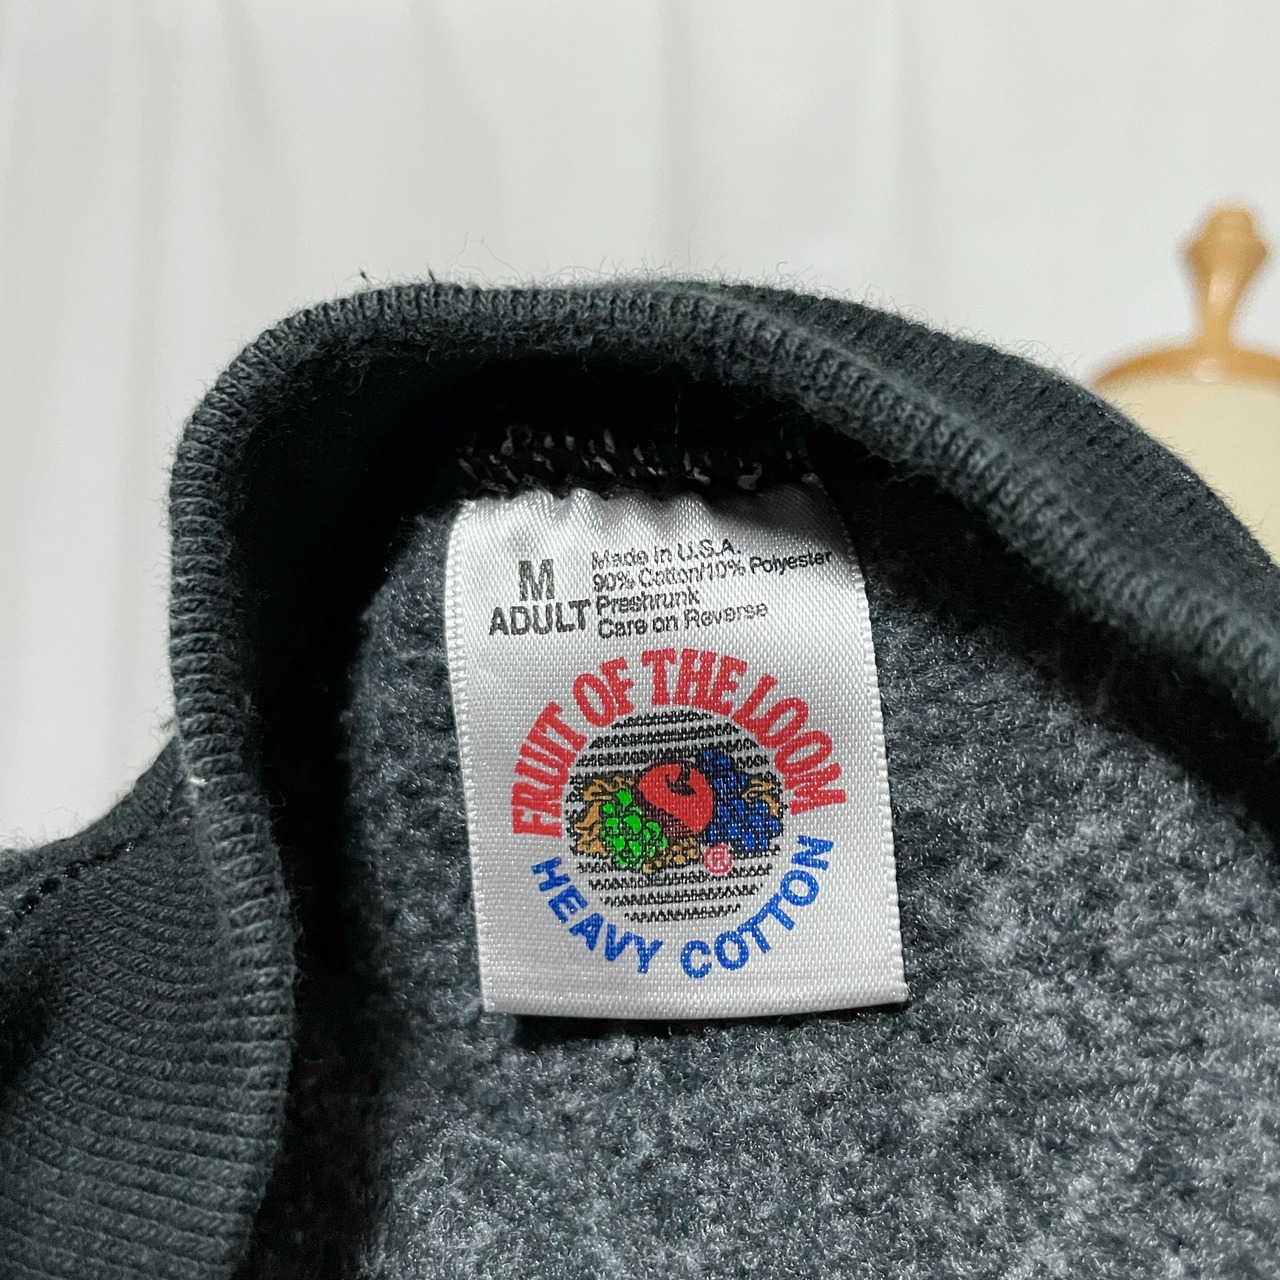 M
ADULT
Made in U.S.A.
90% Cotton/10% Polyester
Preshrunk
Care on Reverse
FRUIT OF THE LOOM
®
HEAVY COTTON